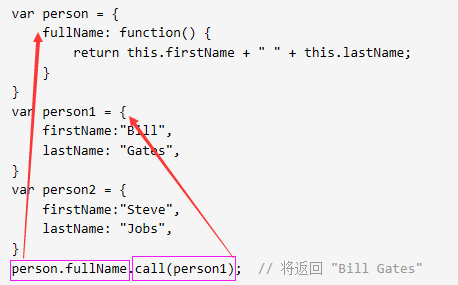 var person = {
    fullName: function() {
        return this.firstName + " " + this.lastName;
    }
}
var person1 = {
    firstName:"Bill",
    lastName: "Gates",
}
var person2 = {
    firstName:"Steve",
    lastName: "Jobs",
}
person.fullName.call(person1);  // 将返回 "Bill Gates"